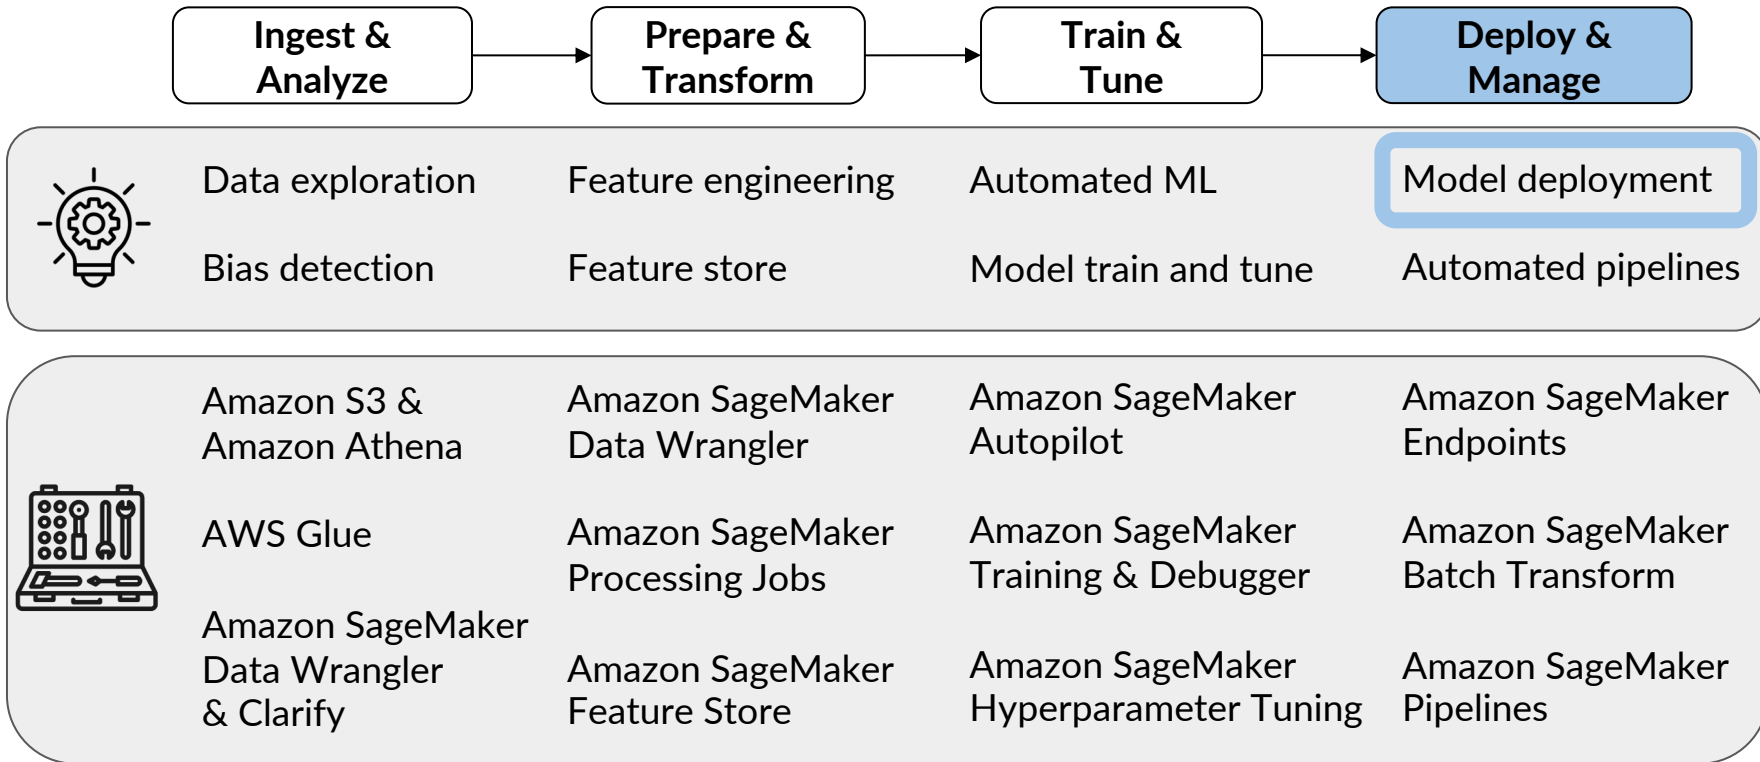 Ingest &
Analyze
Prepare &
Transform
Train &
Tune
Deploy &
Manage
Data exploration
Feature engineering
Automated ML
Model deployment
Bias detection
Feature store
Model train and tune
Automated pipelines
Amazon S3 &
Amazon Athena
Amazon SageMaker
Data Wrangler
Amazon SageMaker
Autopilot
Amazon SageMaker
Endpoints
AWS Glue
Amazon SageMaker
Processing Jobs
Amazon SageMaker
Training & Debugger
Amazon SageMaker
Batch Transform
Amazon SageMaker
Data Wrangler
& Clarify
Amazon SageMaker
Feature Store
Amazon SageMaker
Hyperparameter Tuning
Amazon SageMaker
Pipelines